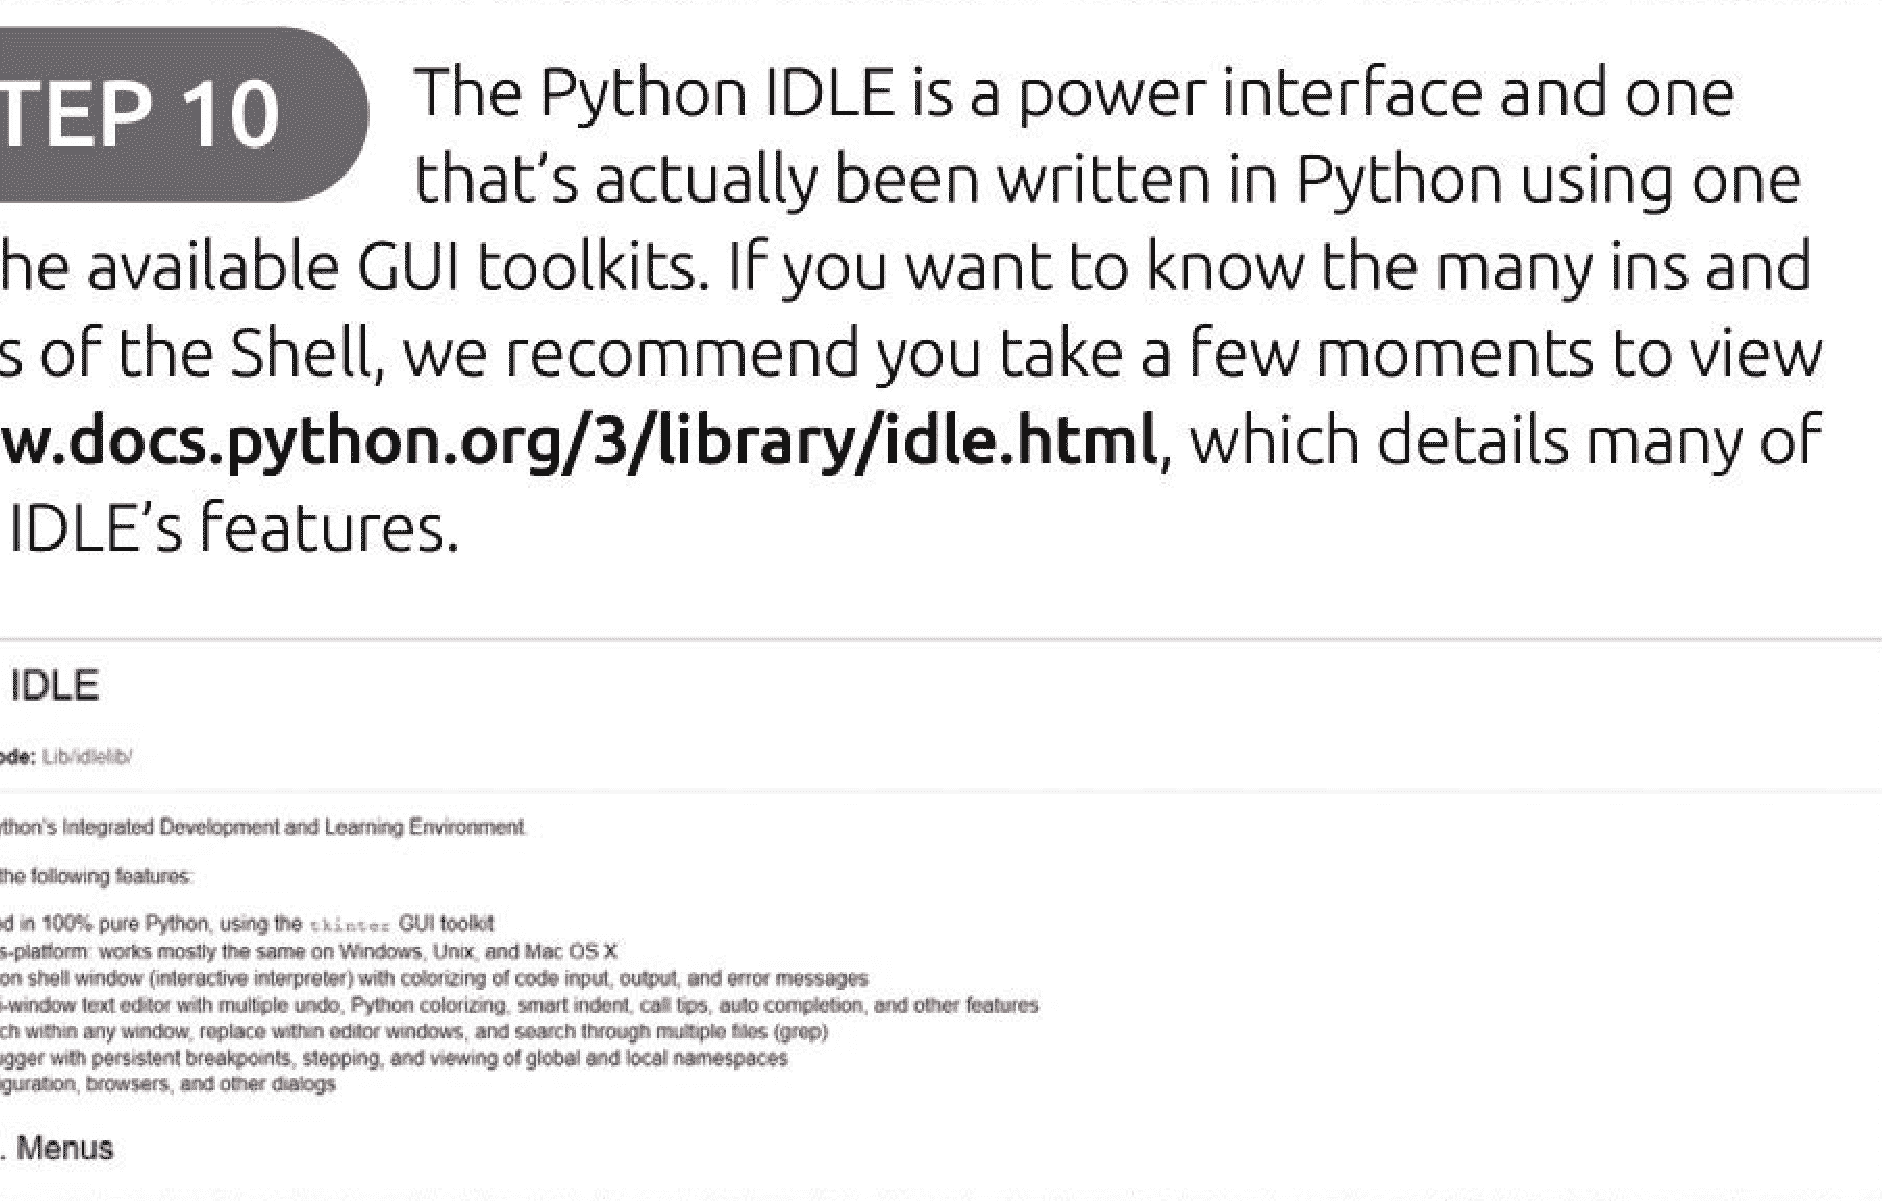 TEP 10
The Python IDLE is a power interface and one
that's actually been written in Python using one
he available GUI toolkits. If you want to know the many ins and
s of the Shell, we recommend you take a few moments to view
w.docs.python.org/3/library/idle.html, which details many of
IDLE's features.
IDLE
ode: Lib/idlelib/
thon's Integrated Development and Learning Environment.
the following features:
d in 100% pure Python, using the tkinter GUI toolkit
s-platform: works mostly the same on Windows, Unix, and Mac OS X
on shell window (interactive interpreter) with colorizing of code input, output, and error messages
i-window text editor with multiple undo, Python colorizing, smart indent, call tips, auto completion, and other features
ch within any window, replace within editor windows, and search through multiple files (grep)
ugger with persistent breakpoints, stepping, and viewing of global and local namespaces
iguration, browsers, and other dialogs
. Menus